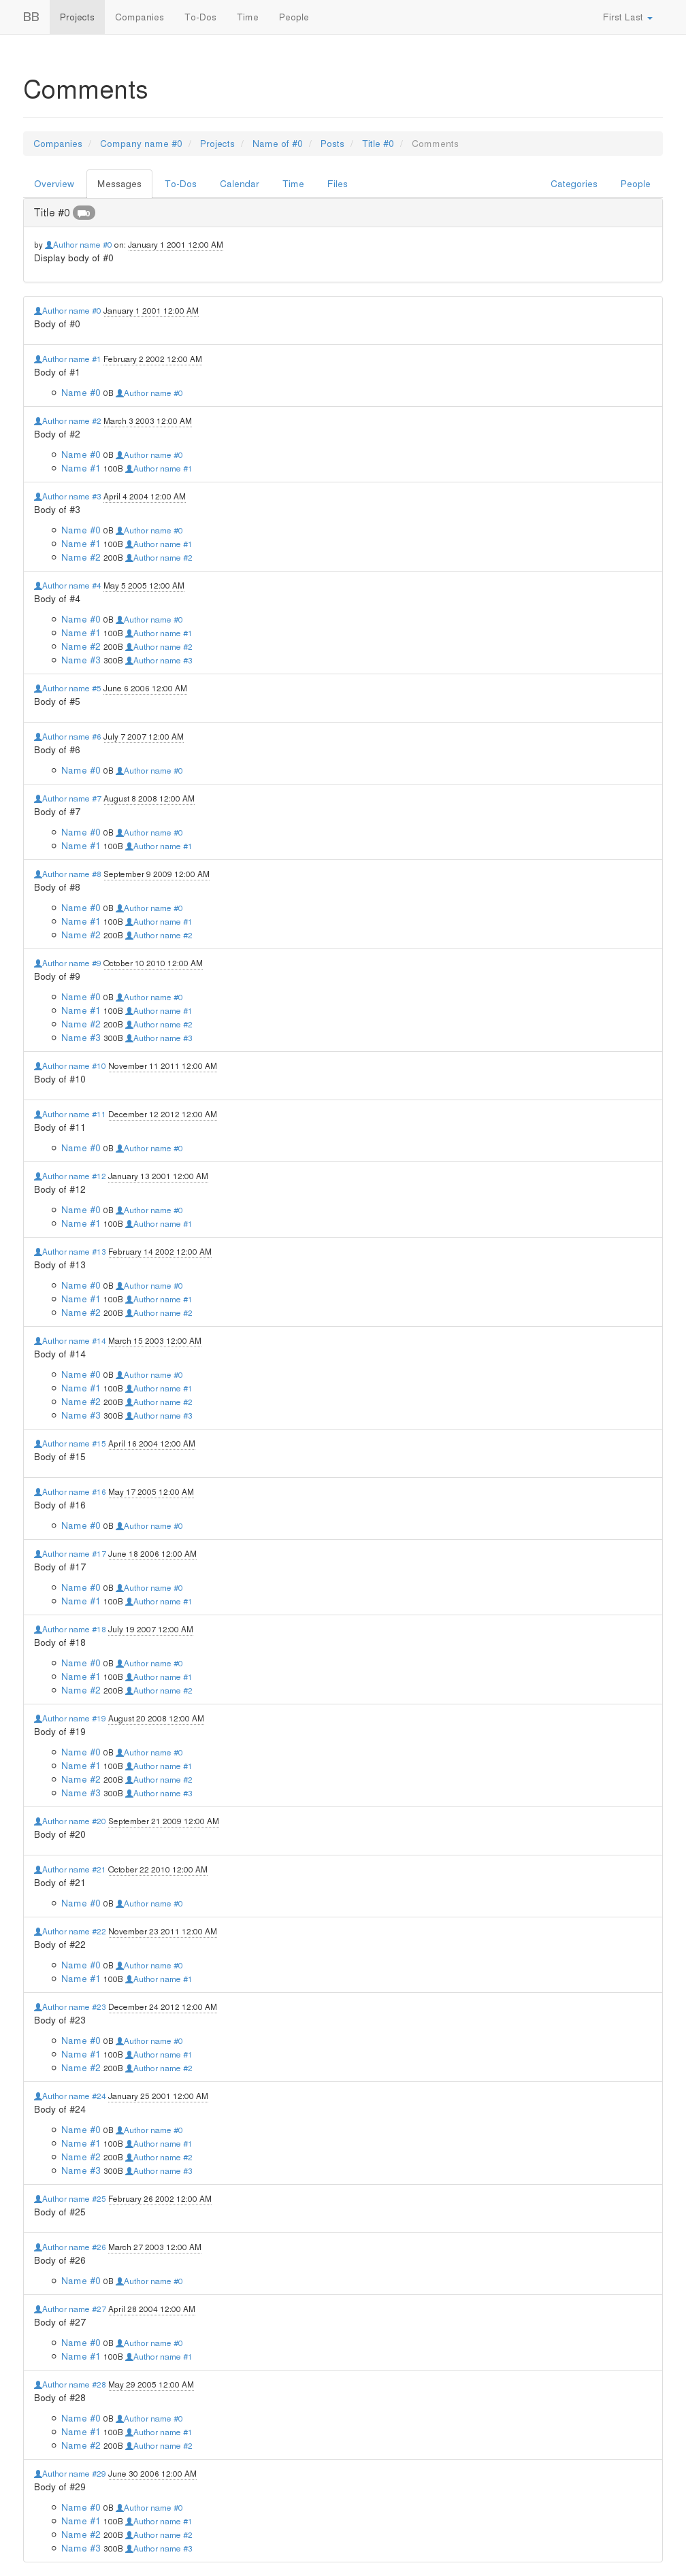 BB Projects Companies To-Dos Time People First Last
Comments
Companies / Company name #0 / Projects / Name of #0 / Posts / Title #0 / Comments
Overview Messages To-Dos Calendar Time Files Categories People
Title #0 0
by Author name #0 on: January 1 2001 12:00 AM
Display body of #0
Author name #0 January 1 2001 12:00 AM
Body of #0
Author name #1 February 2 2002 12:00 AM
Body of #1
Name #0 0B Author name #0
Author name #2 March 3 2003 12:00 AM
Body of #2
Name #0 0B Author name #0
Name #1 100B Author name #1
Author name #3 April 4 2004 12:00 AM
Body of #3
Name #0 0B Author name #0
Name #1 100B Author name #1
Name #2 200B Author name #2
Author name #4 May 5 2005 12:00 AM
Body of #4
Name #0 0B Author name #0
Name #1 100B Author name #1
Name #2 200B Author name #2
Name #3 300B Author name #3
Author name #5 June 6 2006 12:00 AM
Body of #5
Author name #6 July 7 2007 12:00 AM
Body of #6
Name #0 0B Author name #0
Author name #7 August 8 2008 12:00 AM
Body of #7
Name #0 0B Author name #0
Name #1 100B Author name #1
Author name #8 September 9 2009 12:00 AM
Body of #8
Name #0 0B Author name #0
Name #1 100B Author name #1
Name #2 200B Author name #2
Author name #9 October 10 2010 12:00 AM
Body of #9
Name #0 0B Author name #0
Name #1 100B Author name #1
Name #2 200B Author name #2
Name #3 300B Author name #3
Author name #10 November 11 2011 12:00 AM
Body of #10
Author name #11 December 12 2012 12:00 AM
Body of #11
Name #0 0B Author name #0
Author name #12 January 13 2001 12:00 AM
Body of #12
Name #0 0B Author name #0
Name #1 100B Author name #1
Author name #13 February 14 2002 12:00 AM
Body of #13
Name #0 0B Author name #0
Name #1 100B Author name #1
Name #2 200B Author name #2
Author name #14 March 15 2003 12:00 AM
Body of #14
Name #0 0B Author name #0
Name #1 100B Author name #1
Name #2 200B Author name #2
Name #3 300B Author name #3
Author name #15 April 16 2004 12:00 AM
Body of #15
Author name #16 May 17 2005 12:00 AM
Body of #16
Name #0 0B Author name #0
Author name #17 June 18 2006 12:00 AM
Body of #17
Name #0 0B Author name #0
Name #1 100B Author name #1
Author name #18 July 19 2007 12:00 AM
Body of #18
Name #0 0B Author name #0
Name #1 100B Author name #1
Name #2 200B Author name #2
Author name #19 August 20 2008 12:00 AM
Body of #19
Name #0 0B Author name #0
Name #1 100B Author name #1
Name #2 200B Author name #2
Name #3 300B Author name #3
Author name #20 September 21 2009 12:00 AM
Body of #20
Author name #21 October 22 2010 12:00 AM
Body of #21
Name #0 0B Author name #0
Author name #22 November 23 2011 12:00 AM
Body of #22
Name #0 0B Author name #0
Name #1 100B Author name #1
Author name #23 December 24 2012 12:00 AM
Body of #23
Name #0 0B Author name #0
Name #1 100B Author name #1
Name #2 200B Author name #2
Author name #24 January 25 2001 12:00 AM
Body of #24
Name #0 0B Author name #0
Name #1 100B Author name #1
Name #2 200B Author name #2
Name #3 300B Author name #3
Author name #25 February 26 2002 12:00 AM
Body of #25
Author name #26 March 27 2003 12:00 AM
Body of #26
Name #0 0B Author name #0
Author name #27 April 28 2004 12:00 AM
Body of #27
Name #0 0B Author name #0
Name #1 100B Author name #1
Author name #28 May 29 2005 12:00 AM
Body of #28
Name #0 0B Author name #0
Name #1 100B Author name #1
Name #2 200B Author name #2
Author name #29 June 30 2006 12:00 AM
Body of #29
Name #0 0B Author name #0
Name #1 100B Author name #1
Name #2 200B Author name #2
Name #3 300B Author name #3